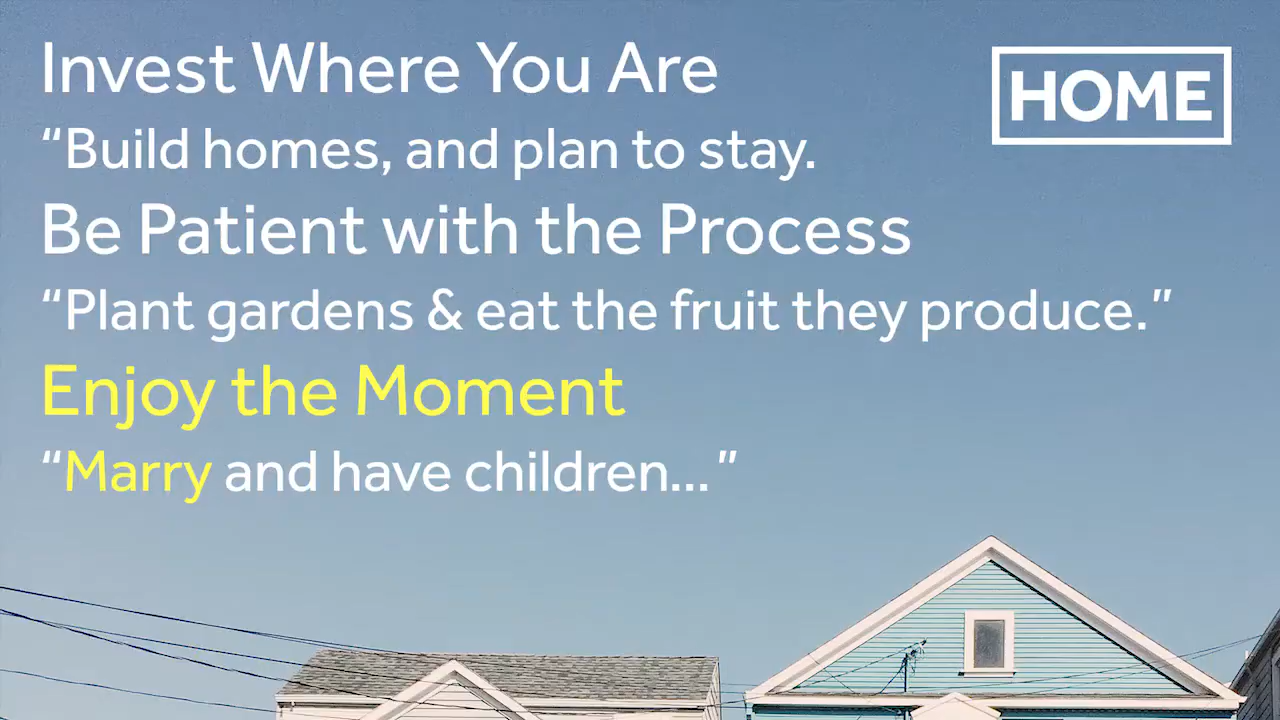 Invest Where You Are
HOME
“Build homes, and plan to stay.
Be Patient with the Process
“Plant gardens & eat the fruit they produce.”
Enjoy the Moment
“Marry and have children...”